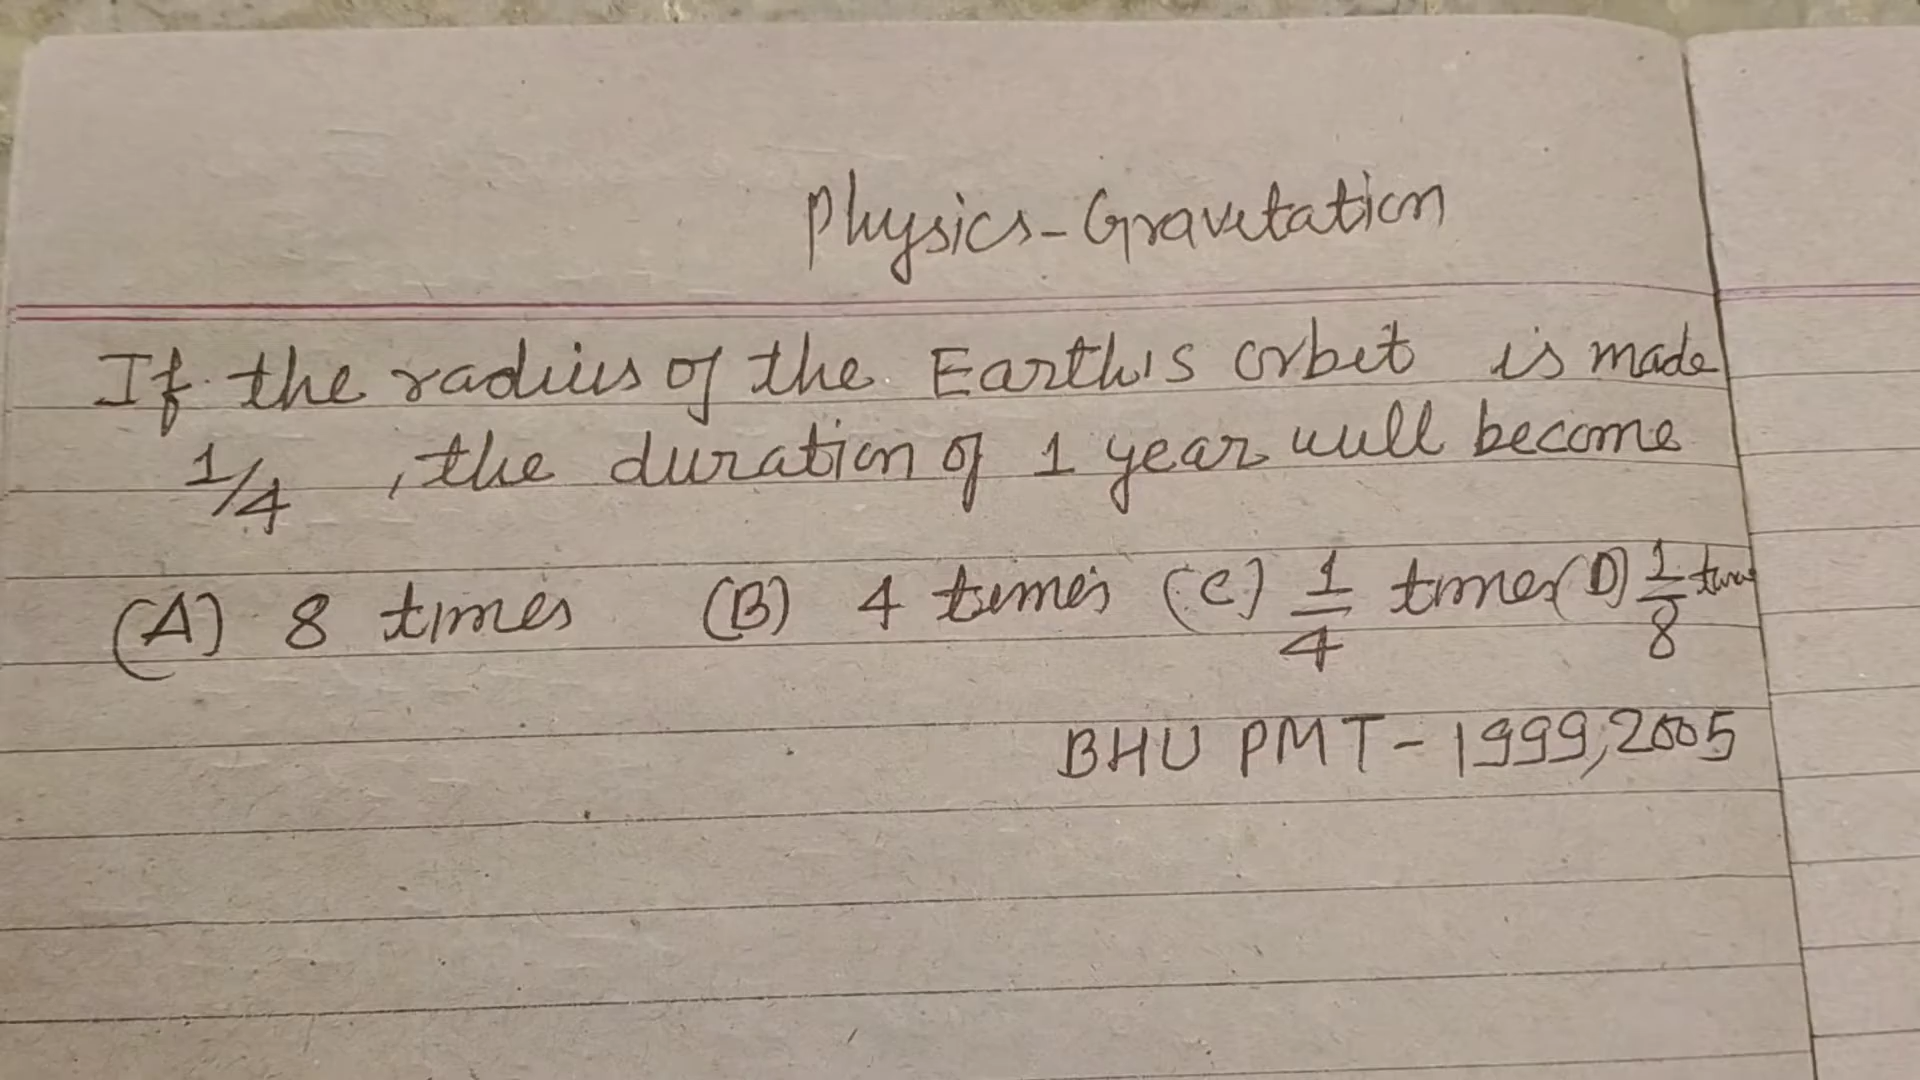 Physics-Gravitation
If the radius of the Earth's orbit is made
1/4 , the duration of 1 year will become
(A) 8 times (B) 4 times (C) 1/4 times (D) 1/8 times
BHU PMT-1999,2005